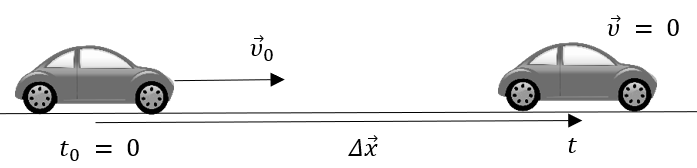 υ⃗ = 0
υ⃗₀
t₀ = 0
Δx⃗
t